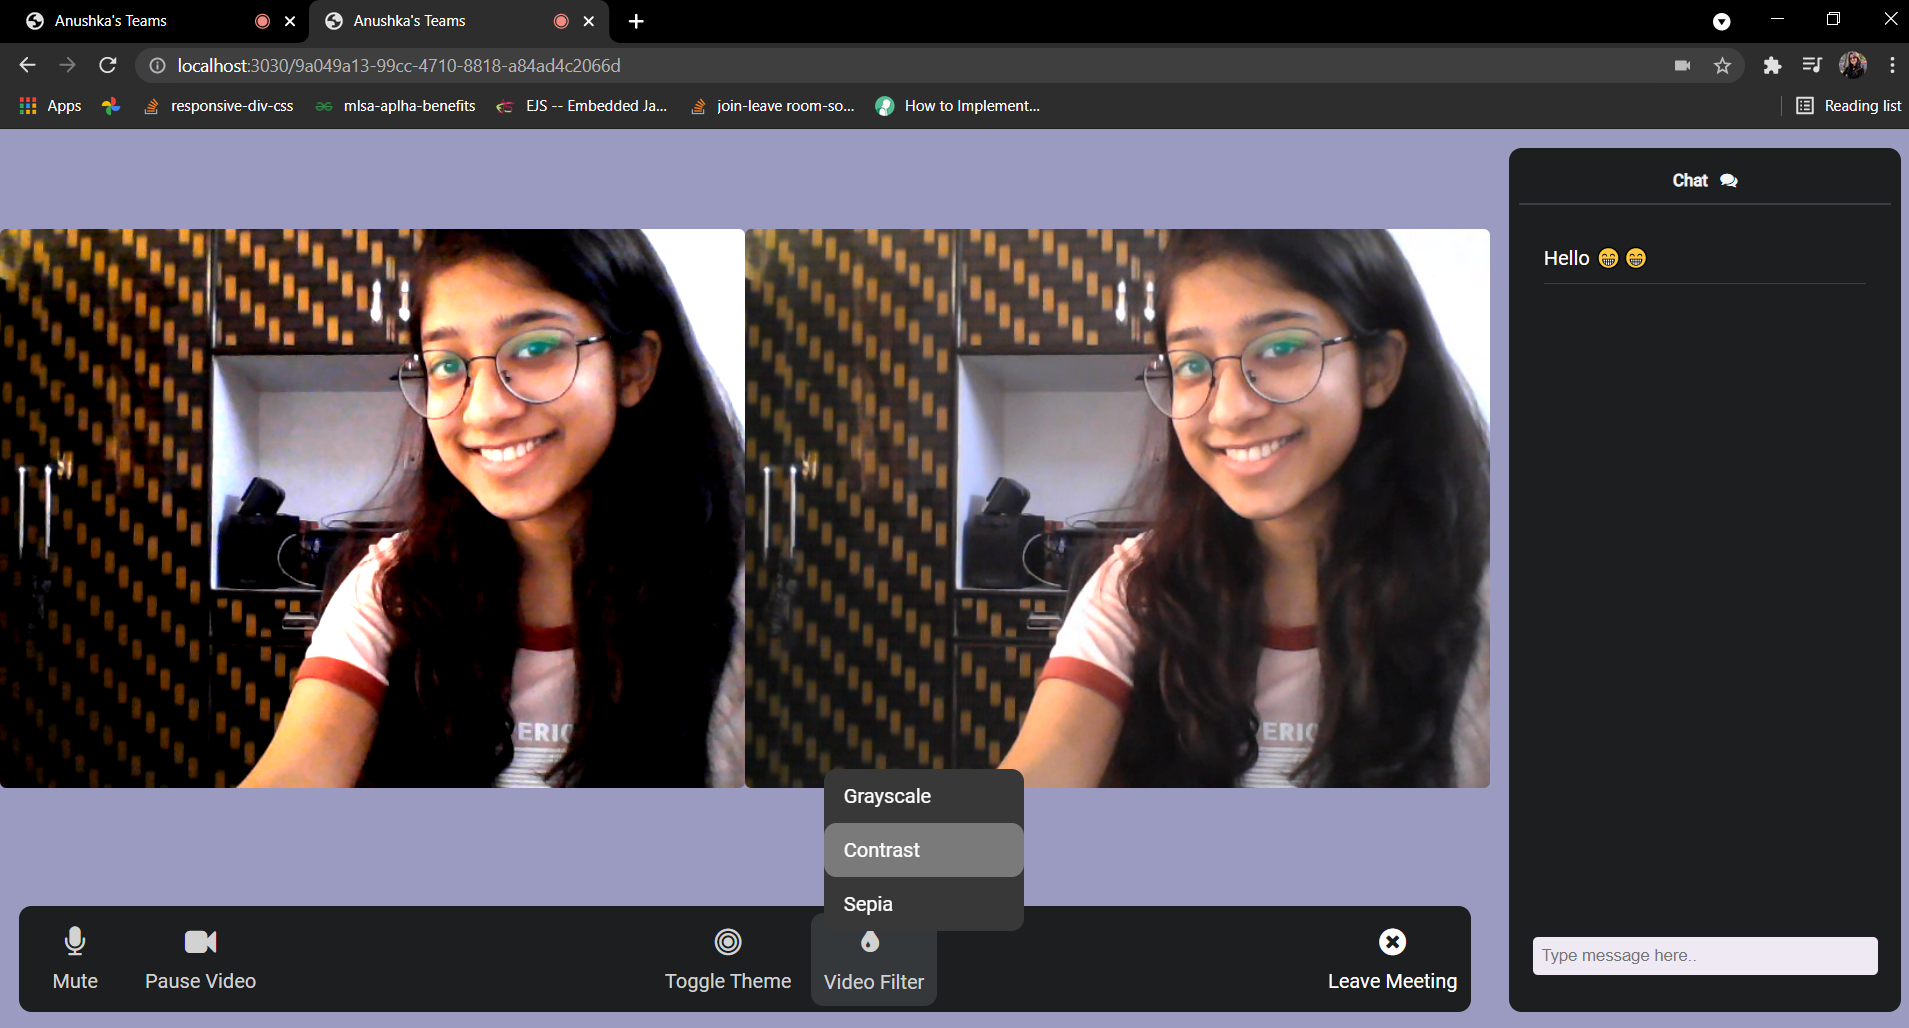 Anushka's Teams
Anushka's Teams
localhost:3030/9a049a13-99cc-4710-8818-a84ad4c2066d
Apps
responsive-div-css
mlsa-aplha-benefits
EJS -- Embedded Ja...
join-leave room-so...
How to Implement...
Reading list
Chat
Hello 😁 😁
ERIC
ERIC
Grayscale
Contrast
Sepia
Mute
Pause Video
Toggle Theme
Video Filter
Leave Meeting
Type message here..